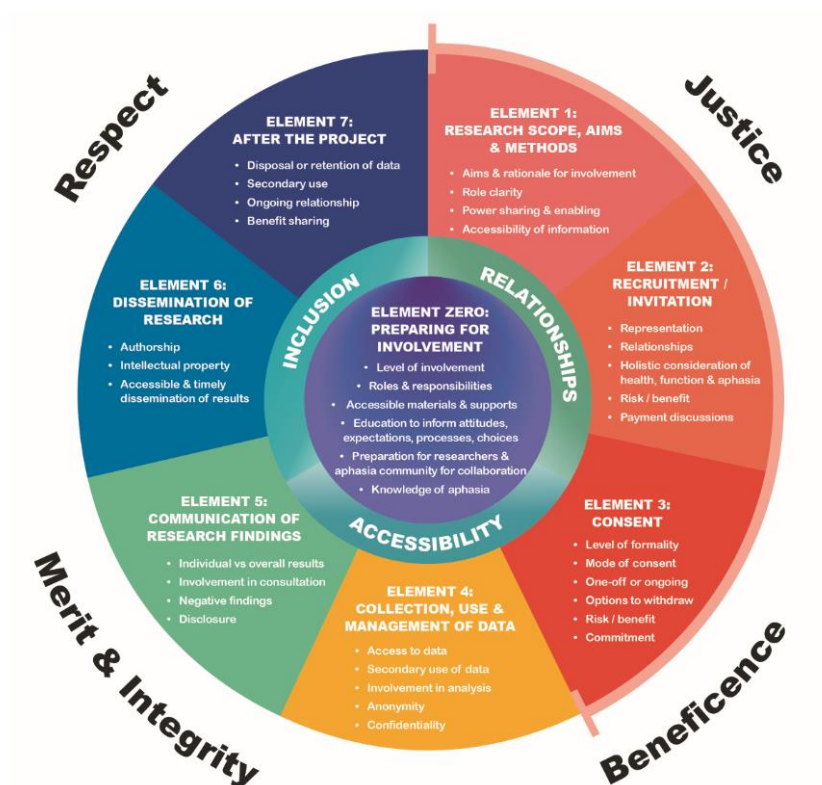 Respect
Justice
Merit & Integrity
Beneficence
ELEMENT 7:
AFTER THE PROJECT
• Disposal or retention of data
• Secondary use
• Ongoing relationship
• Benefit sharing
ELEMENT 1:
RESEARCH SCOPE, AIMS
& METHODS
• Aims & rationale for involvement
• Role clarity
• Power sharing & enabling
• Accessibility of information
ELEMENT 2:
RECRUITMENT /
INVITATION
• Representation
• Relationships
• Holistic consideration of
health, function & aphasia
• Risk / benefit
• Payment discussions
ELEMENT 3:
CONSENT
• Level of formality
• Mode of consent
• One-off or ongoing
• Options to withdraw
• Risk / benefit
• Commitment
ELEMENT 4:
COLLECTION, USE &
MANAGEMENT OF DATA
• Access to data
• Secondary use of data
• Involvement in analysis
• Anonymity
• Confidentiality
ELEMENT 5:
COMMUNICATION OF
RESEARCH FINDINGS
• Individual vs overall results
• Involvement in consultation
• Negative findings
• Disclosure
ELEMENT 6:
DISSEMINATION OF
RESEARCH
• Authorship
• Intellectual property
• Accessible & timely
dissemination of results
INCLUSION
RELATIONSHIPS
ACCESSIBILITY
ELEMENT ZERO:
PREPARING FOR
INVOLVEMENT
• Level of involvement
• Roles & responsibilities
• Accessible materials & supports
• Education to inform attitudes,
expectations, processes, choices
• Preparation for researchers &
aphasia community for collaboration
• Knowledge of aphasia